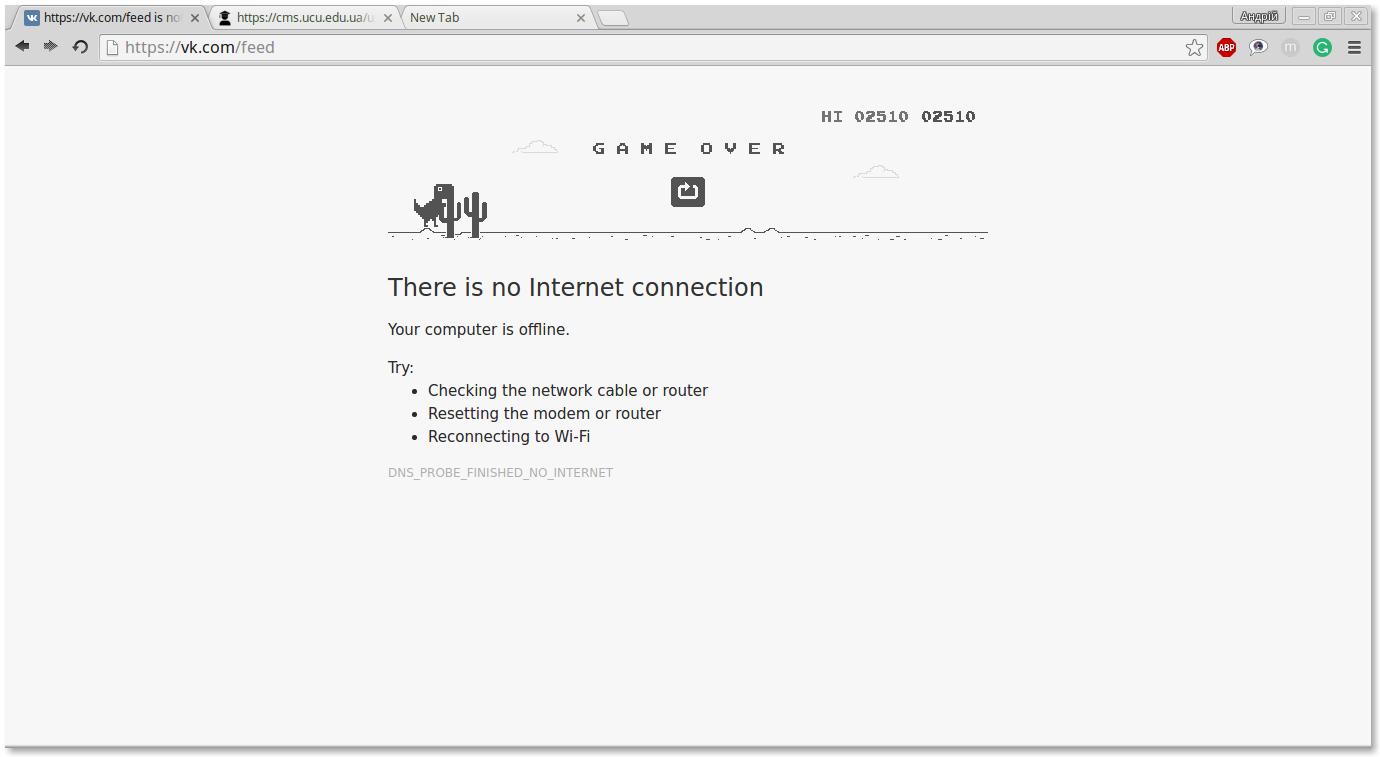 https://vk.com/feed is no
https://cms.ucu.edu.ua/u
New Tab
Андрій
https://vk.com/feed
ABP
m
G
HI 02510 02510
GAME OVER
There is no Internet connection
Your computer is offline.
Try:
Checking the network cable or router
Resetting the modem or router
Reconnecting to Wi-Fi
DNS_PROBE_FINISHED_NO_INTERNET